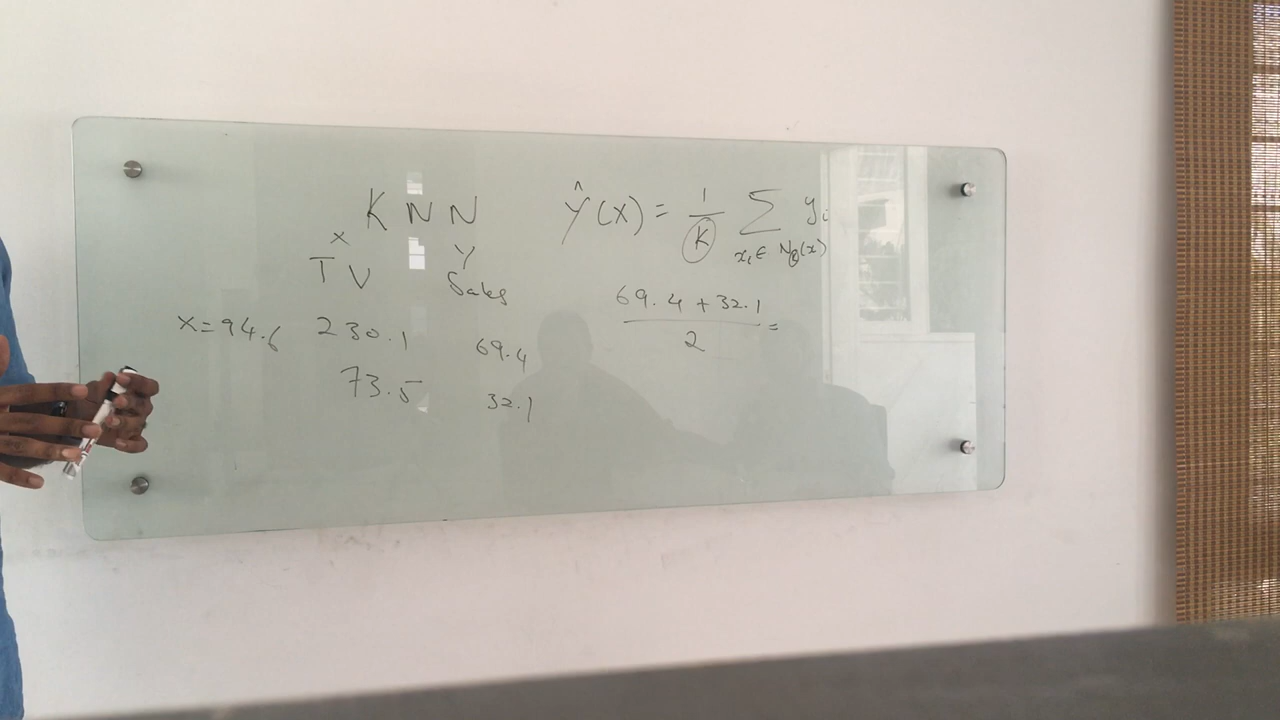 KNN Ŷ(X) = 1/K ∑ xᵢ ∈ Nₖ(x) yᵢ
X Y
TV Sales
X=94.6 230.1 69.4
73.5 32.1
69.4 + 32.1 / 2 =